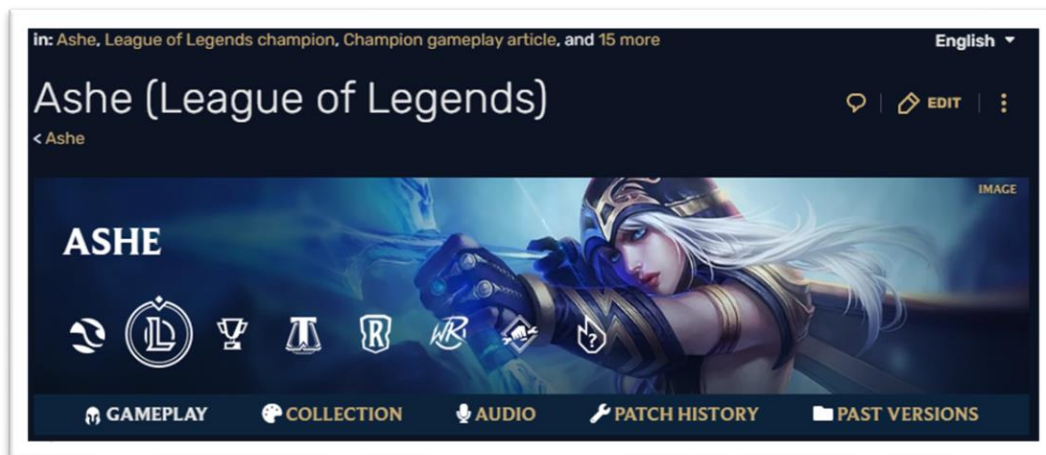 in: Ashe, League of Legends champion, Champion gameplay article, and 15 more
English
Ashe (League of Legends)
EDIT
< Ashe
IMAGE
ASHE
GAMEPLAY
COLLECTION
AUDIO
PATCH HISTORY
PAST VERSIONS